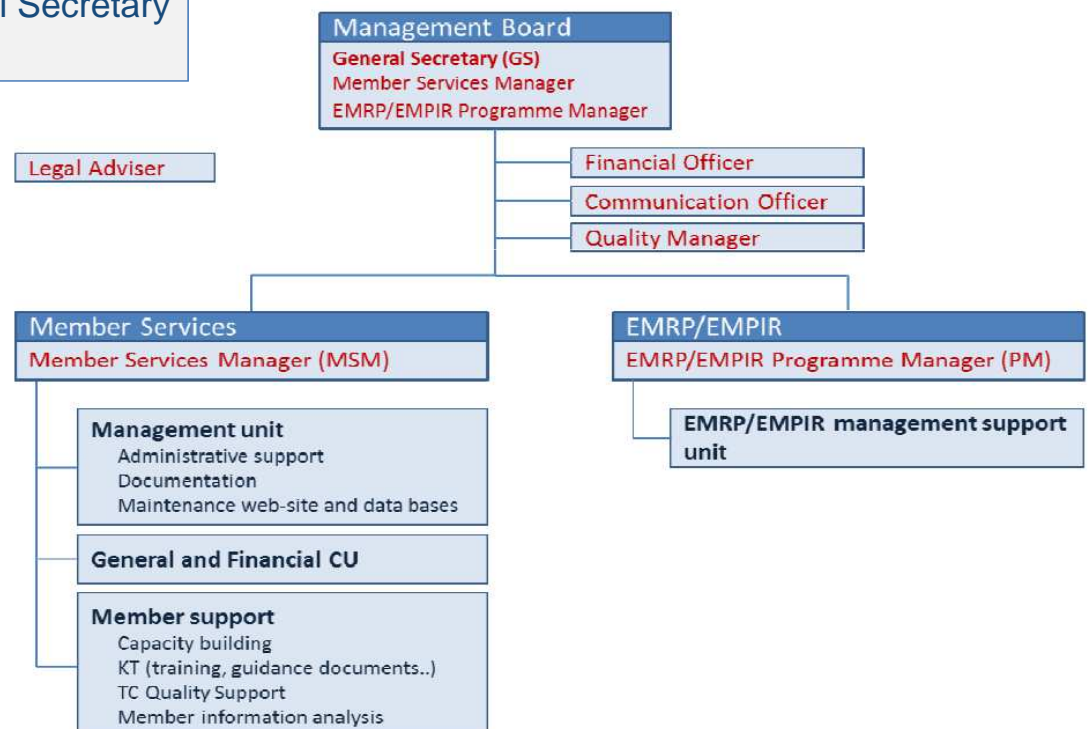 Secretary
Management Board
General Secretary (GS)
Member Services Manager
EMRP/EMPIR Programme Manager
Legal Adviser
Financial Officer
Communication Officer
Quality Manager
Member Services
Member Services Manager (MSM)
EMRP/EMPIR
EMRP/EMPIR Programme Manager (PM)
Management unit
Administrative support
Documentation
Maintenance web-site and data bases
EMRP/EMPIR management support
unit
General and Financial CU
Member support
Capacity building
KT (training, guidance documents..)
TC Quality Support
Member information analysis